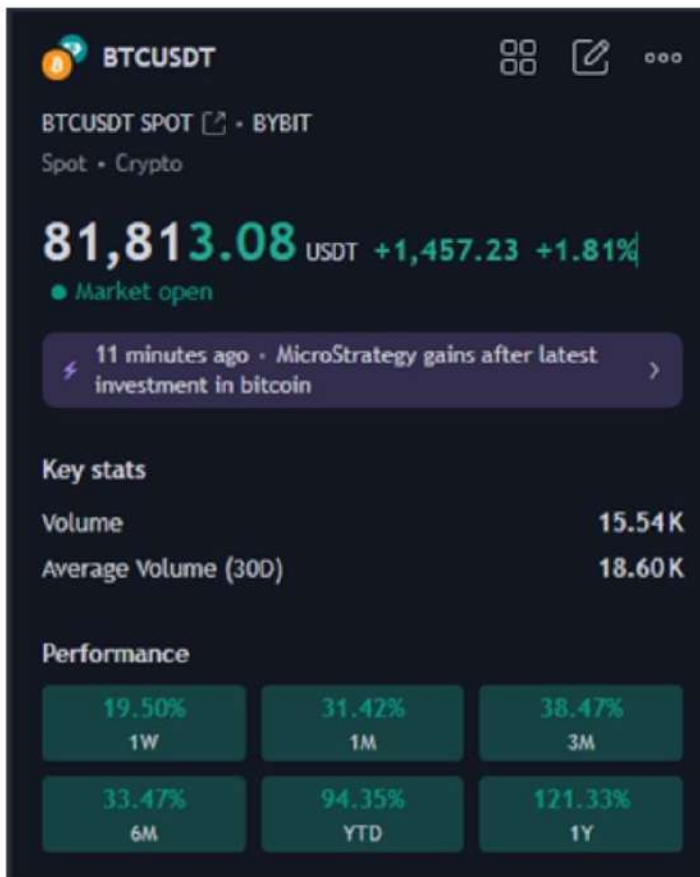 BTCUSDT
BTCUSDT SPOT • BYBIT
Spot • Crypto
81,813.08 USDT +1,457.23 +1.81%
Market open
11 minutes ago • MicroStrategy gains after latest
investment in bitcoin
Key stats
Volume 15.54K
Average Volume (30D) 18.60K
Performance
19.50% 31.42% 38.47%
1W 1M 3M
33.47% 94.35% 121.33%
6M YTD 1Y